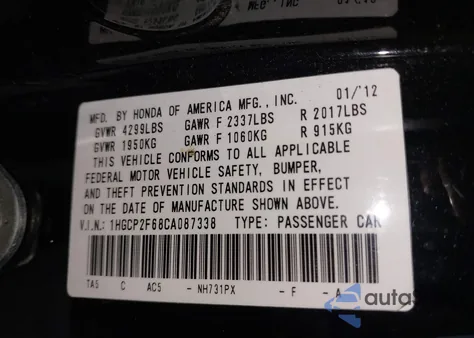 MFD. BY HONDA OF AMERICA MFG., INC. 01/'12
GVWR 4299LBS GAWR F 2337LBS R 2017LBS
GVWR 1950KG GAWR F 1060KG R 915KG
THIS VEHICLE CONFORMS TO ALL APPLICABLE
FEDERAL MOTOR VEHICLE SAFETY, BUMPER,
AND THEFT PREVENTION STANDARDS IN EFFECT
ON THE DATE OF MANUFACTURE SHOWN ABOVE.
V.I.N.: 1HGCP2F68CA087338 TYPE: PASSENGER CAR
TA5 C AC5 - NH731PX - F - A